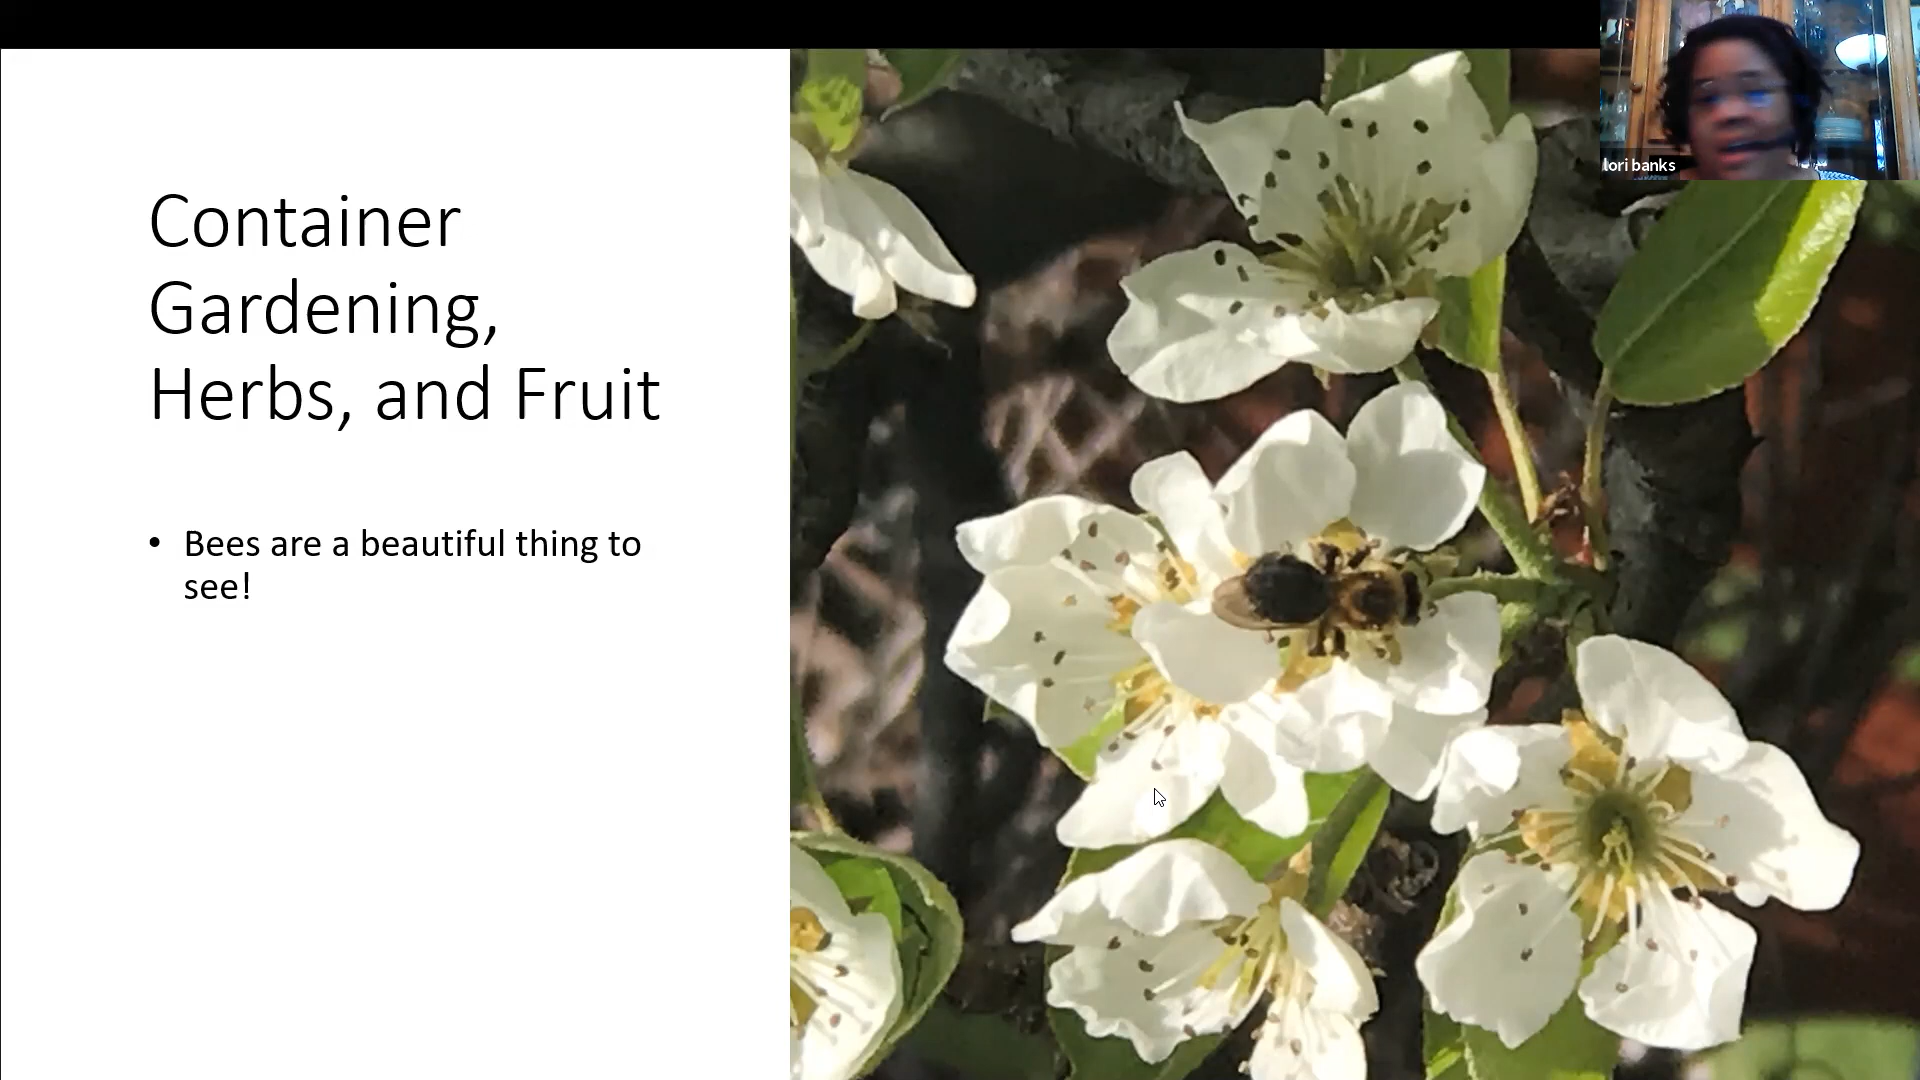 Container
Gardening,
Herbs, and Fruit
• Bees are a beautiful thing to
see!
lori banks